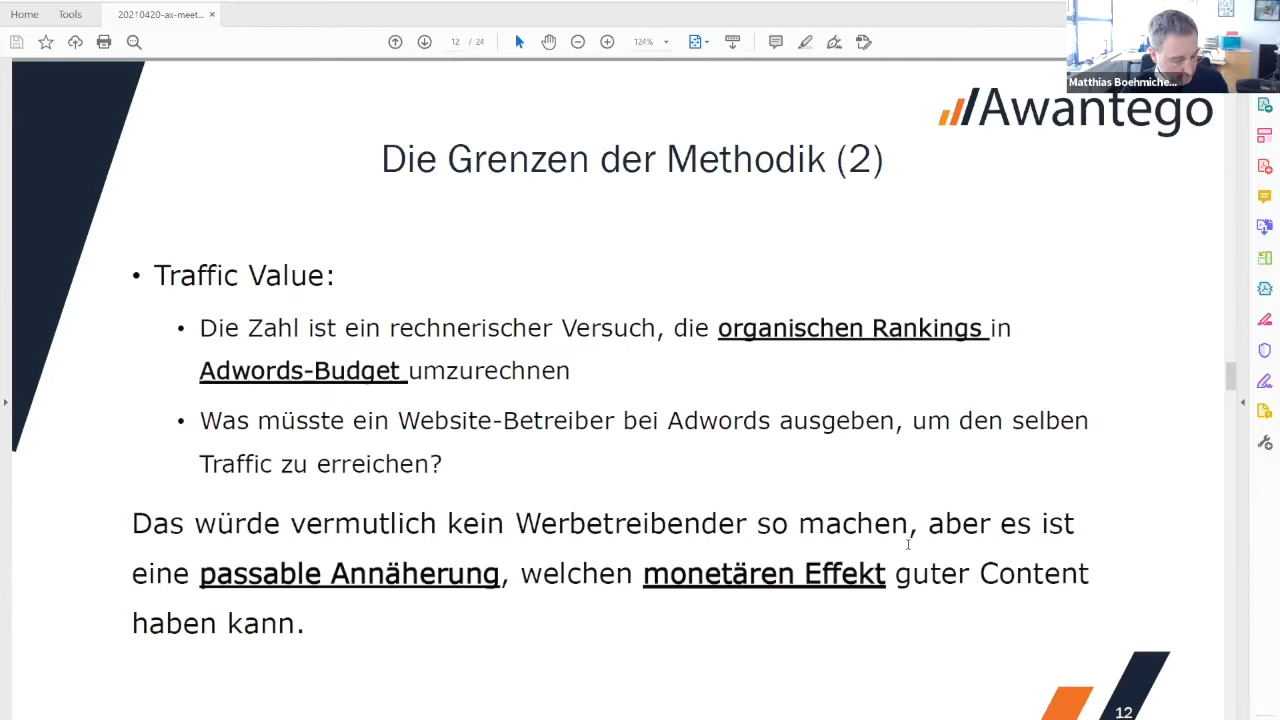 Home Tools 20210420-ax-meet... ×
12 / 24 124%
Matthias Boehmiche...
Awantego
Die Grenzen der Methodik (2)
• Traffic Value:
• Die Zahl ist ein rechnerischer Versuch, die organischen Rankings in
Adwords-Budget umzurechnen
• Was müsste ein Website-Betreiber bei Adwords ausgeben, um den selben
Traffic zu erreichen?
Das würde vermutlich kein Werbetreibender so machen, aber es ist
eine passable Annäherung, welchen monetären Effekt guter Content
haben kann.
12